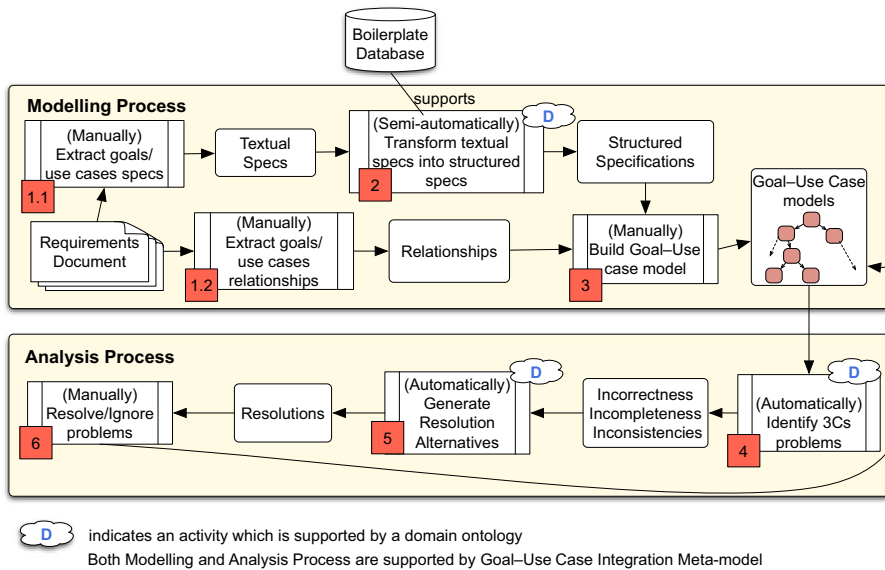 Boilerplate
Database
supports
Modelling Process
(Manually)
Extract goals/
use cases specs
1.1
Textual
Specs
(Semi-automatically)
Transform textual
specs into structured
specs
2
D
Structured
Specifications
Goal–Use Case
models
Requirements
Document
(Manually)
Extract goals/
use cases
relationships
1.2
Relationships
(Manually)
Build Goal–Use
case model
3
Analysis Process
(Manually)
Resolve/Ignore
problems
6
Resolutions
(Automatically)
Generate
Resolution
Alternatives
5
D
Incorrectness
Incompleteness
Inconsistencies
(Automatically)
Identify 3Cs
problems
4
D
D
indicates an activity which is supported by a domain ontology
Both Modelling and Analysis Process are supported by Goal–Use Case Integration Meta-model